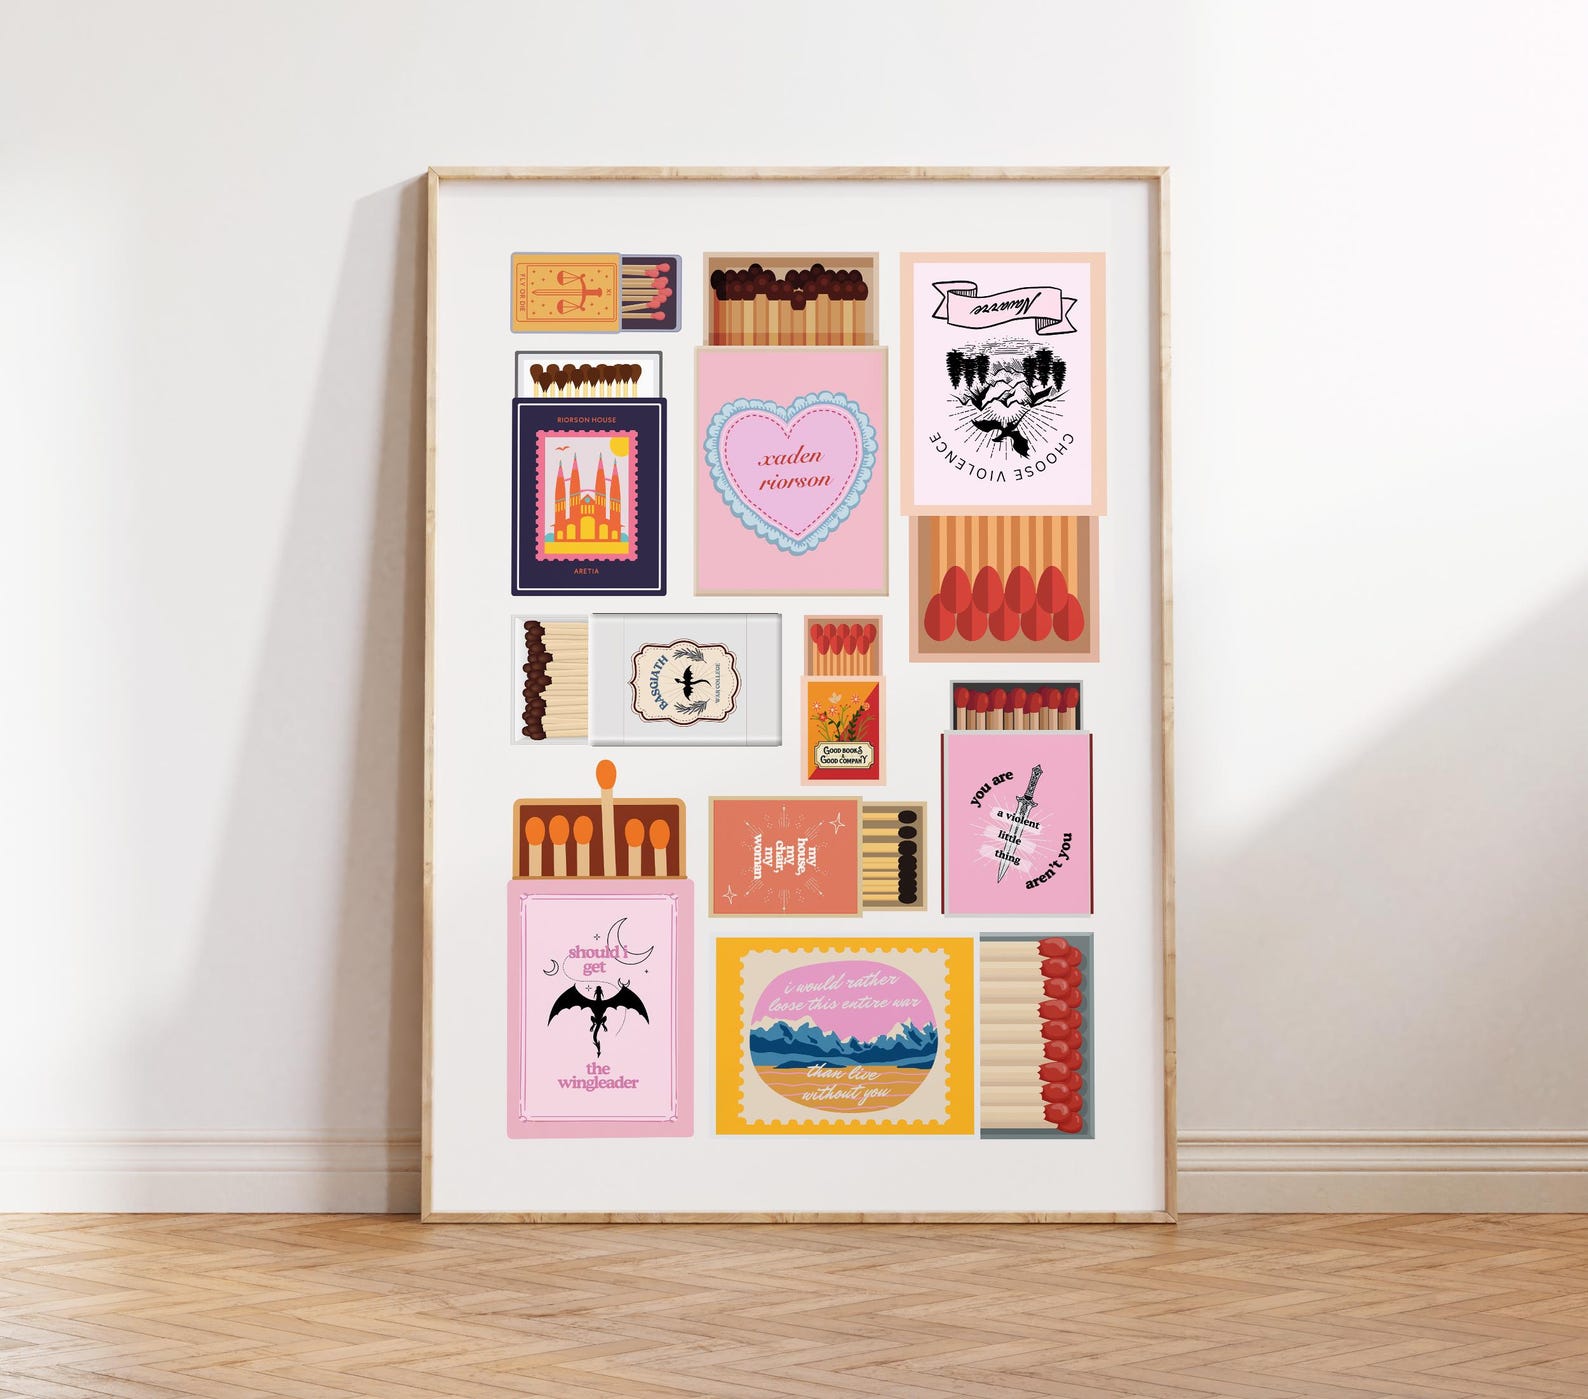 FLY OR DIE
XI
RIORSON HOUSE
ARETIA
xaden
riorson
Navarre
CHOOSE VIOLENCE
BASGIATH
WAR COLLEGE
GOOD BOOKS
&
GOOD COMPANY
you are
a violent
little
thing
aren't you
my
house,
my
chair,
my
woman
should i
get
the
wingleader
i would rather
loose this entire war
than live
without you